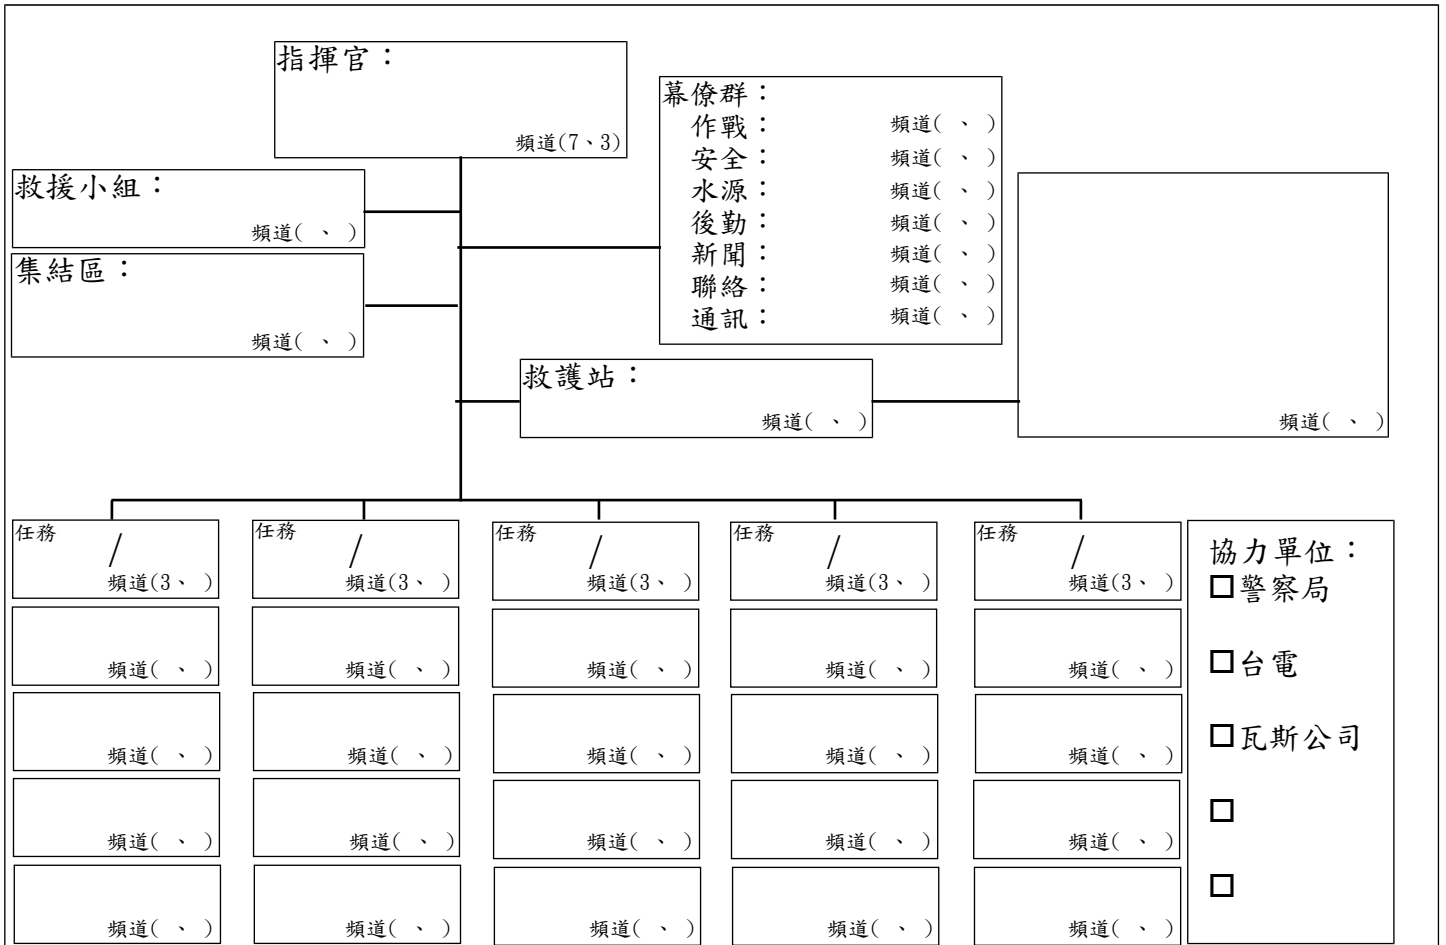 指揮官：
頻道(7、3)
幕僚群：
作戰： 頻道( 、 )
安全： 頻道( 、 )
水源： 頻道( 、 )
後勤： 頻道( 、 )
新聞： 頻道( 、 )
聯絡： 頻道( 、 )
通訊： 頻道( 、 )
救援小組：
頻道( 、 )
集結區：
頻道( 、 )
救護站：
頻道( 、 )
頻道( 、 )
任務 / 任務 / 任務 / 任務 / 任務 /
頻道(3、 ) 頻道(3、 ) 頻道(3、 ) 頻道(3、 ) 頻道(3、 )
頻道( 、 ) 頻道( 、 ) 頻道( 、 ) 頻道( 、 ) 頻道( 、 )
頻道( 、 ) 頻道( 、 ) 頻道( 、 ) 頻道( 、 ) 頻道( 、 )
頻道( 、 ) 頻道( 、 ) 頻道( 、 ) 頻道( 、 ) 頻道( 、 )
頻道( 、 ) 頻道( 、 ) 頻道( 、 ) 頻道( 、 ) 頻道( 、 )
協力單位：
□警察局
□台電
□瓦斯公司
□
□